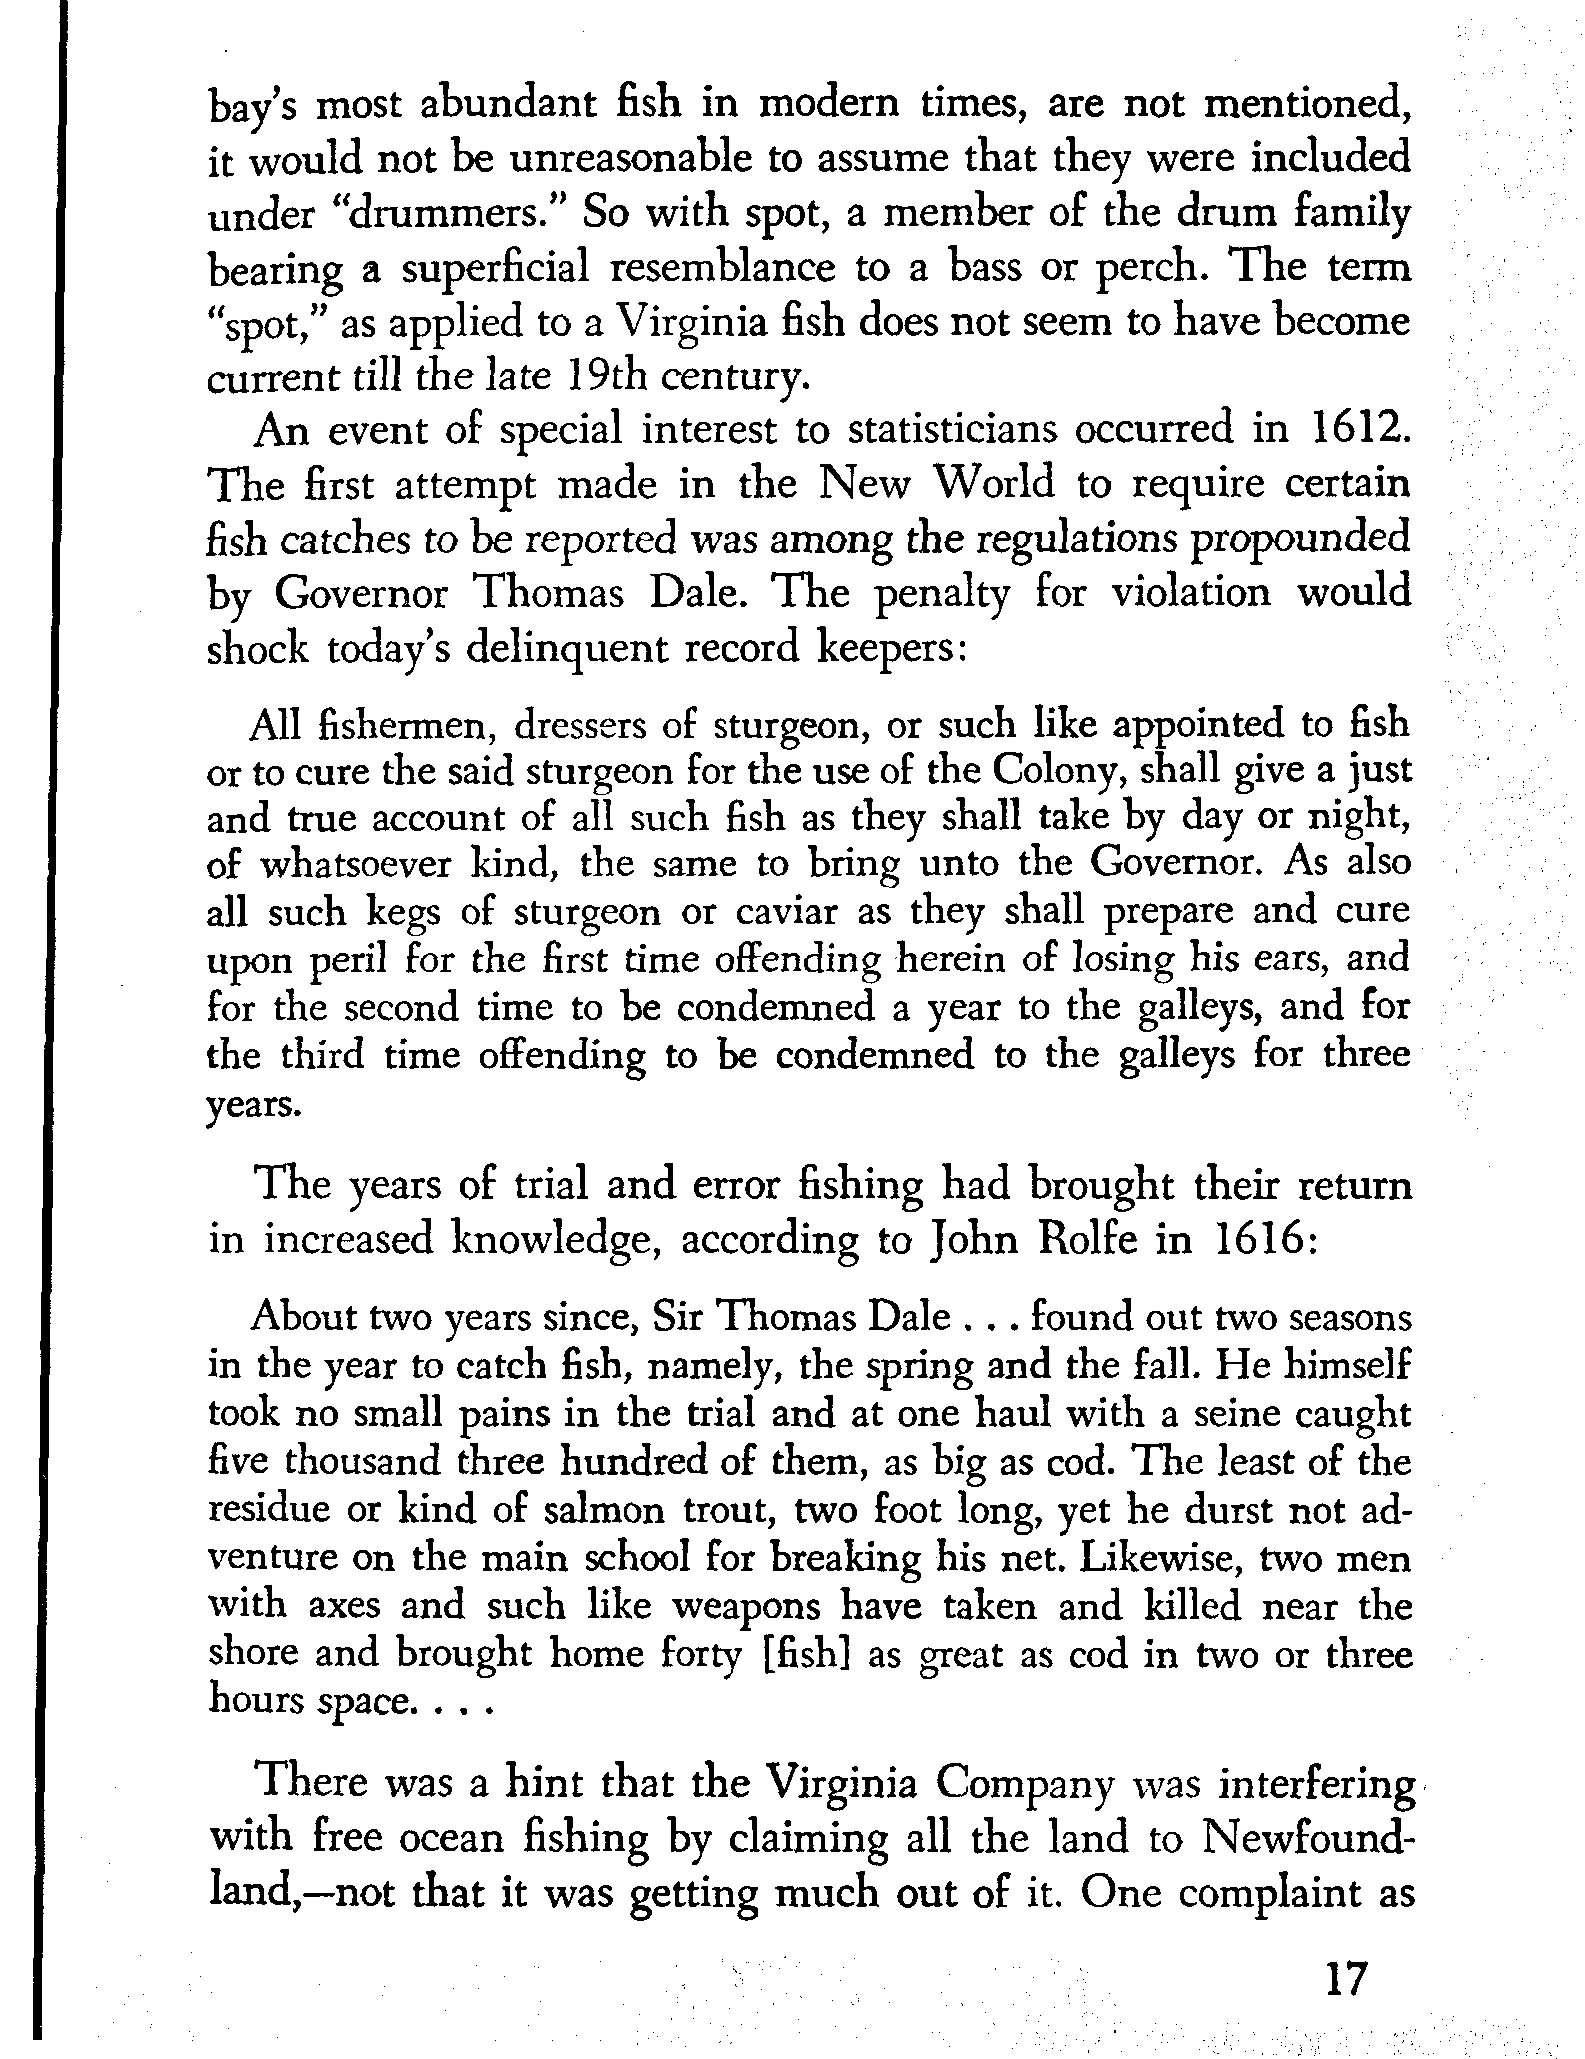 bay's most abundant fish in modern times, are not mentioned,
it would not be unreasonable to assume that they were included
under "drummers." So with spot, a member of the drum family
bearing a superficial resemblance to a bass or perch. The term
"spot," as applied to a Virginia fish does not seem to have become
current till the late 19th century.
An event of special interest to statisticians occurred in 1612.
The first attempt made in the New World to require certain
fish catches to be reported was among the regulations propounded
by Governor Thomas Dale. The penalty for violation would
shock today's delinquent record keepers:
All fishermen, dressers of sturgeon, or such like appointed to fish
or to cure the said sturgeon for the use of the Colony, shall give a just
and true account of all such fish as they shall take by day or night,
of whatsoever kind, the same to bring unto the Governor. As also
all such kegs of sturgeon or caviar as they shall prepare and cure
upon peril for the first time offending herein of losing his ears, and
for the second time to be condemned a year to the galleys, and for
the third time offending to be condemned to the galleys for three
years.
The years of trial and error fishing had brought their return
in increased knowledge, according to John Rolfe in 1616:
About two years since, Sir Thomas Dale . . . found out two seasons
in the year to catch fish, namely, the spring and the fall. He himself
took no small pains in the trial and at one haul with a seine caught
five thousand three hundred of them, as big as cod. The least of the
residue or kind of salmon trout, two foot long, yet he durst not ad-
venture on the main school for breaking his net. Likewise, two men
with axes and such like weapons have taken and killed near the
shore and brought home forty [fish] as great as cod in two or three
hours space. . . .
There was a hint that the Virginia Company was interfering
with free ocean fishing by claiming all the land to Newfound-
land,—not that it was getting much out of it. One complaint as
17